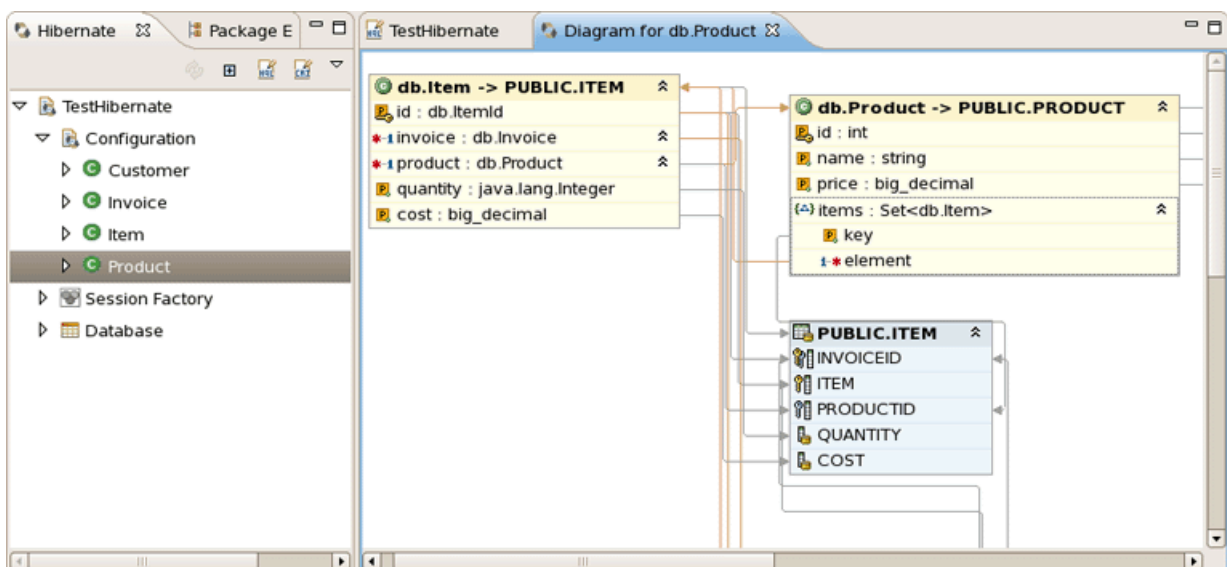 Hibernate
Package E
TestHibernate
Configuration
Customer
Invoice
Item
Product
Session Factory
Database
TestHibernate
Diagram for db.Product
db.Item -> PUBLIC.ITEM
id : db.ItemId
*-1 invoice : db.Invoice
*-1 product : db.Product
quantity : java.lang.Integer
cost : big_decimal
db.Product -> PUBLIC.PRODUCT
id : int
name : string
price : big_decimal
items : Set<db.Item>
key
1-* element
PUBLIC.ITEM
INVOICEID
ITEM
PRODUCTID
QUANTITY
COST